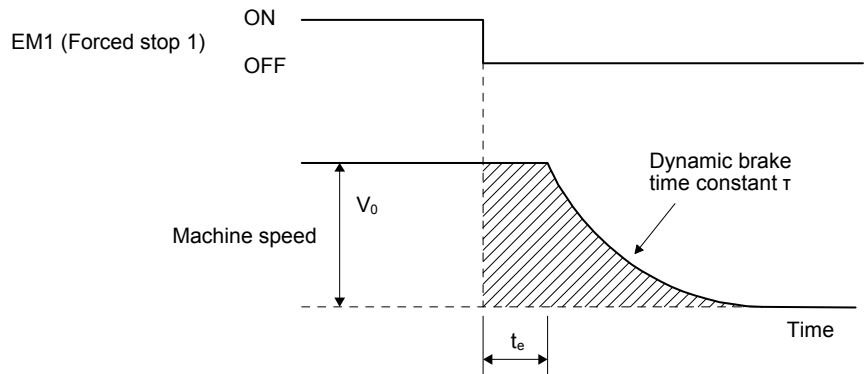 ON
EM1 (Forced stop 1)
OFF
Dynamic brake
time constant τ
V₀
Machine speed
Time
tₑ